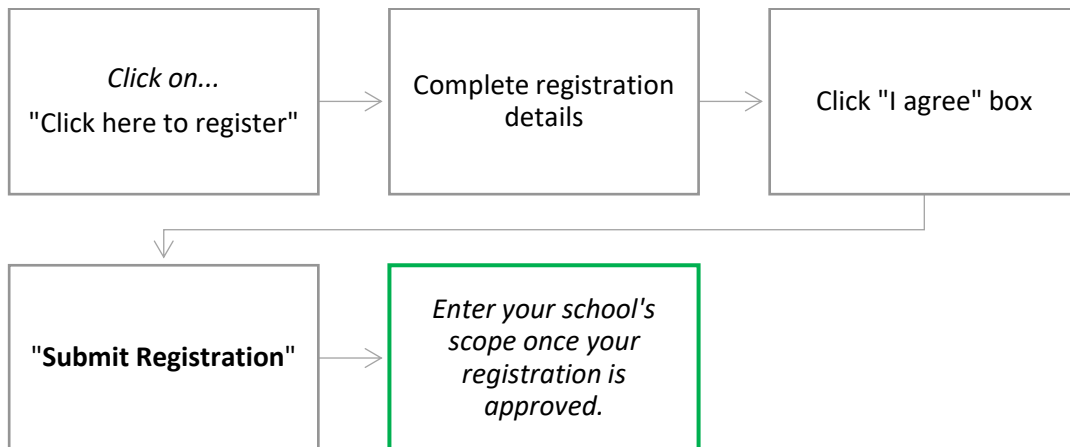 Click on...
"Click here to register"
Complete registration
details
Click "I agree" box
"Submit Registration"
Enter your school's
scope once your
registration is
approved.